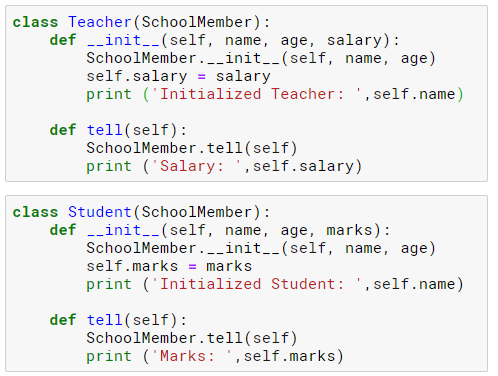 class Teacher(SchoolMember):
    def __init__(self, name, age, salary):
        SchoolMember.__init__(self, name, age)
        self.salary = salary
        print ('Initialized Teacher: ',self.name)

    def tell(self):
        SchoolMember.tell(self)
        print ('Salary: ',self.salary)

class Student(SchoolMember):
    def __init__(self, name, age, marks):
        SchoolMember.__init__(self, name, age)
        self.marks = marks
        print ('Initialized Student: ',self.name)

    def tell(self):
        SchoolMember.tell(self)
        print ('Marks: ',self.marks)